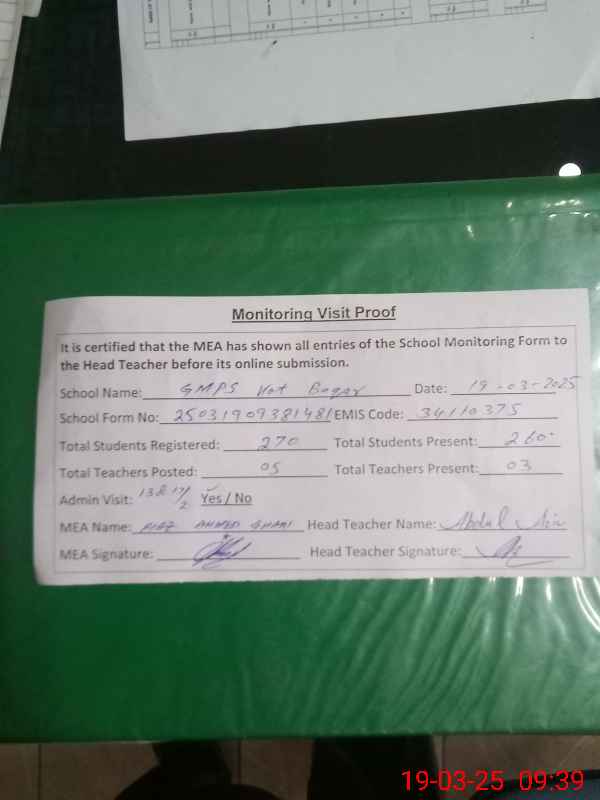 Monitoring Visit Proof
It is certified that the MEA has shown all entries of the School Monitoring Form to
the Head Teacher before its online submission.
School Name: GMPS Hot Date: 19-03-2025
School Form No: 25031909381481 EMIS Code: 34110375
Total Students Registered: 270 Total Students Present: 260
Total Teachers Posted: 05 Total Teachers Present: 03
Admin Visit: Yes / No
MEA Name: AHMED Head Teacher Name: Abdul
MEA Signature: Head Teacher Signature:
19-03-25 09:39